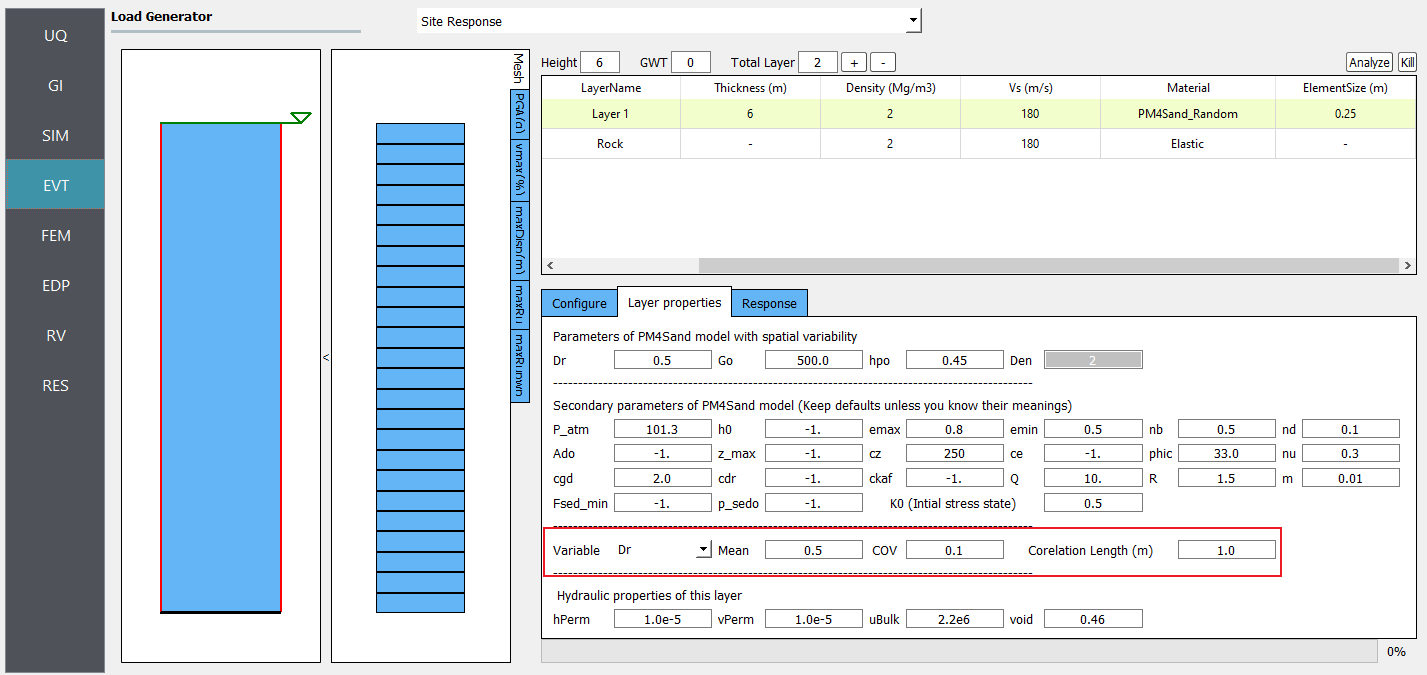 Load Generator
Site Response
UQ
GI
SIM
EVT
FEM
EDP
RV
RES
<
Mesh
PGA(g)
vmax(%)
maxDisp(m)
maxRu
maxRupwp
Height 6 GWT 0 Total Layer 2 + - Analyze Kill
LayerName Thickness (m) Density (Mg/m3) Vs (m/s) Material ElementSize (m)
Layer 1 6 2 180 PM4Sand_Random 0.25
Rock - 2 180 Elastic -
< >
Configure Layer properties Response
Parameters of PM4Sand model with spatial variability
Dr 0.5 Go 500.0 hpo 0.45 Den 2
Secondary parameters of PM4Sand model (Keep defaults unless you know their meanings)
P_atm 101.3 h0 -1. emax 0.8 emin 0.5 nb 0.5 nd 0.1
Ado -1. z_max -1. cz 250 ce -1. phic 33.0 nu 0.3
cgd 2.0 cdr -1. ckaf -1. Q 10. R 1.5 m 0.01
Fsed_min -1. p_sedo -1. K0 (Intial stress state) 0.5
Variable Dr Mean 0.5 COV 0.1 Corelation Length (m) 1.0
Hydraulic properties of this layer
hPerm 1.0e-5 vPerm 1.0e-5 uBulk 2.2e6 void 0.46
0%